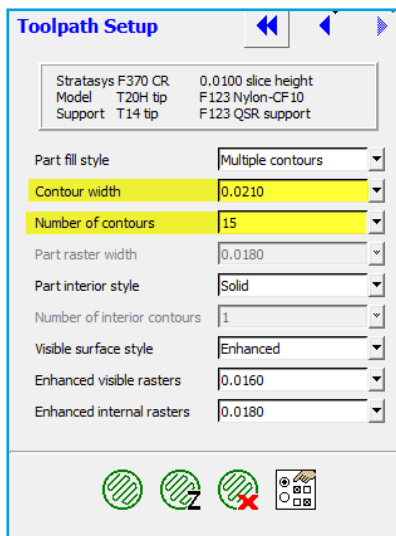 Toolpath Setup
Stratasys F370 CR 0.0100 slice height
Model T20H tip F123 Nylon-CF10
Support T14 tip F123 QSR support
Part fill style Multiple contours
Contour width 0.0210
Number of contours 15
Part raster width 0.0180
Part interior style Solid
Number of interior contours 1
Visible surface style Enhanced
Enhanced visible rasters 0.0160
Enhanced internal rasters 0.0180
Z